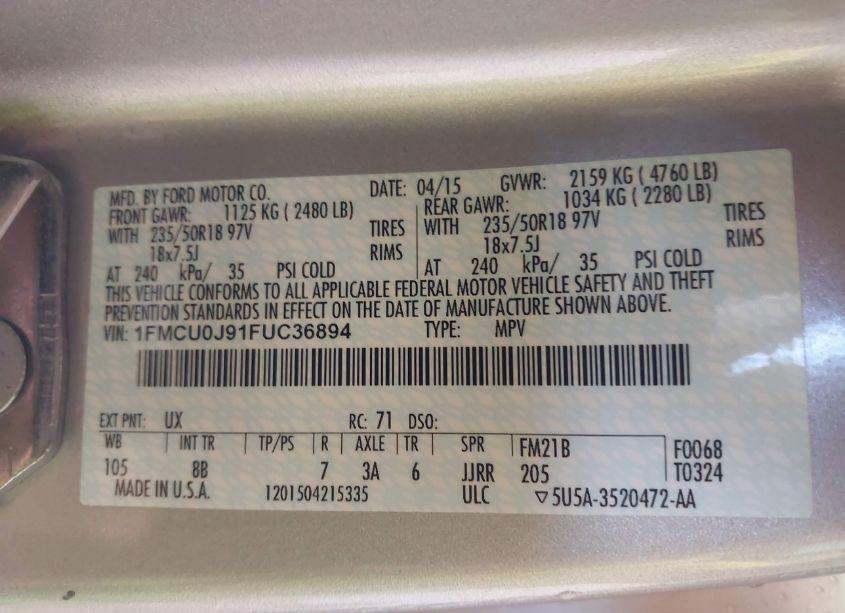 MFD. BY FORD MOTOR CO. DATE: 04/15 GVWR: 2159 KG ( 4760 LB)
FRONT GAWR: 1125 KG ( 2480 LB) REAR GAWR: 1034 KG ( 2280 LB)
WITH 235/50R18 97V TIRES WITH 235/50R18 97V TIRES
18x7.5J RIMS 18x7.5J RIMS
AT 240 kPa/ 35 PSI COLD AT 240 kPa/ 35 PSI COLD
THIS VEHICLE CONFORMS TO ALL APPLICABLE FEDERAL MOTOR VEHICLE SAFETY AND THEFT
PREVENTION STANDARDS IN EFFECT ON THE DATE OF MANUFACTURE SHOWN ABOVE.
VIN: 1FMCU0J91FUC36894 TYPE: MPV
EXT PNT: UX RC: 71 DSO:
WB INT TR TP/PS R AXLE TR SPR FM21B F0068
105 8B 7 3A 6 JJRR 205 T0324
MADE IN U.S.A. 1201504215335 ULC ▽5U5A-3520472-AA